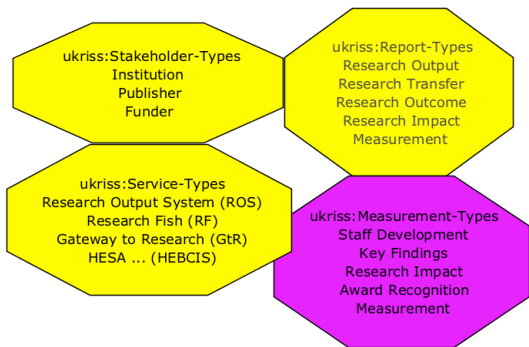 ukriss:Stakeholder-Types
Institution
Publisher
Funder
ukriss:Report-Types
Research Output
Research Transfer
Research Outcome
Research Impact
Measurement
ukriss:Service-Types
Research Output System (ROS)
Research Fish (RF)
Gateway to Research (GtR)
HESA ... (HEBCIS)
ukriss:Measurement-Types
Staff Development
Key Findings
Research Impact
Award Recognition
Measurement